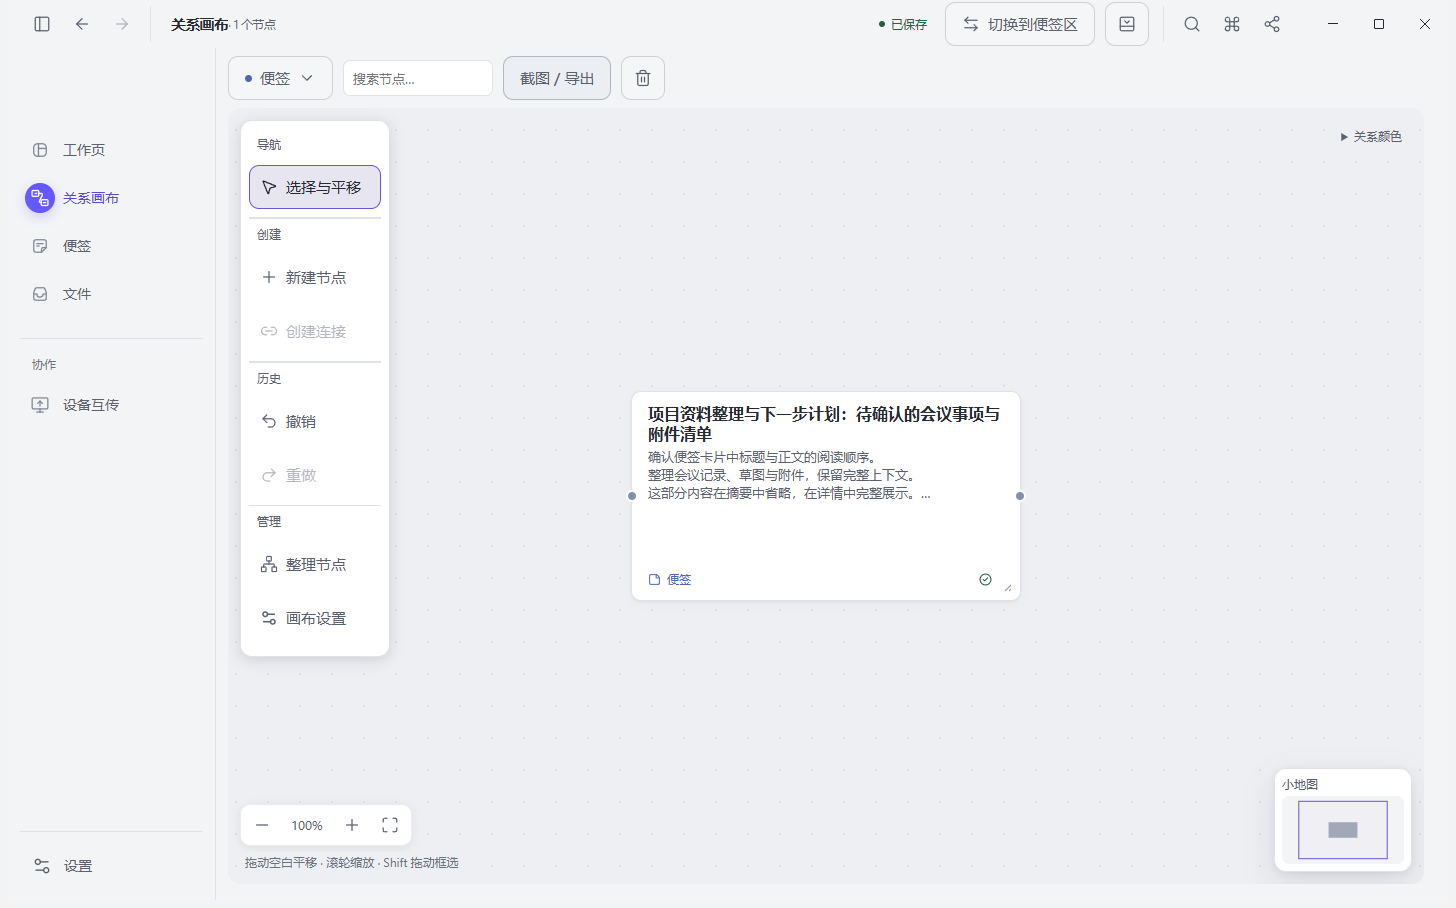 关系画布 · 1 个节点
已保存
切换到便签区
便签
搜索节点...
截图 / 导出
工作页
关系画布
便签
文件
协作
设备互传
设置
导航
选择与平移
创建
新建节点
创建连接
历史
撤销
重做
管理
整理节点
画布设置
关系颜色
项目资料整理与下一步计划：待确认的会议事项与
附件清单
确认便签卡片中标题与正文的阅读顺序。
整理会议记录、草图与附件，保留完整上下文。
这部分内容在摘要中省略，在详情中完整展示。...
便签
100%
拖动空白平移 · 滚轮缩放 · Shift 拖动框选
小地图